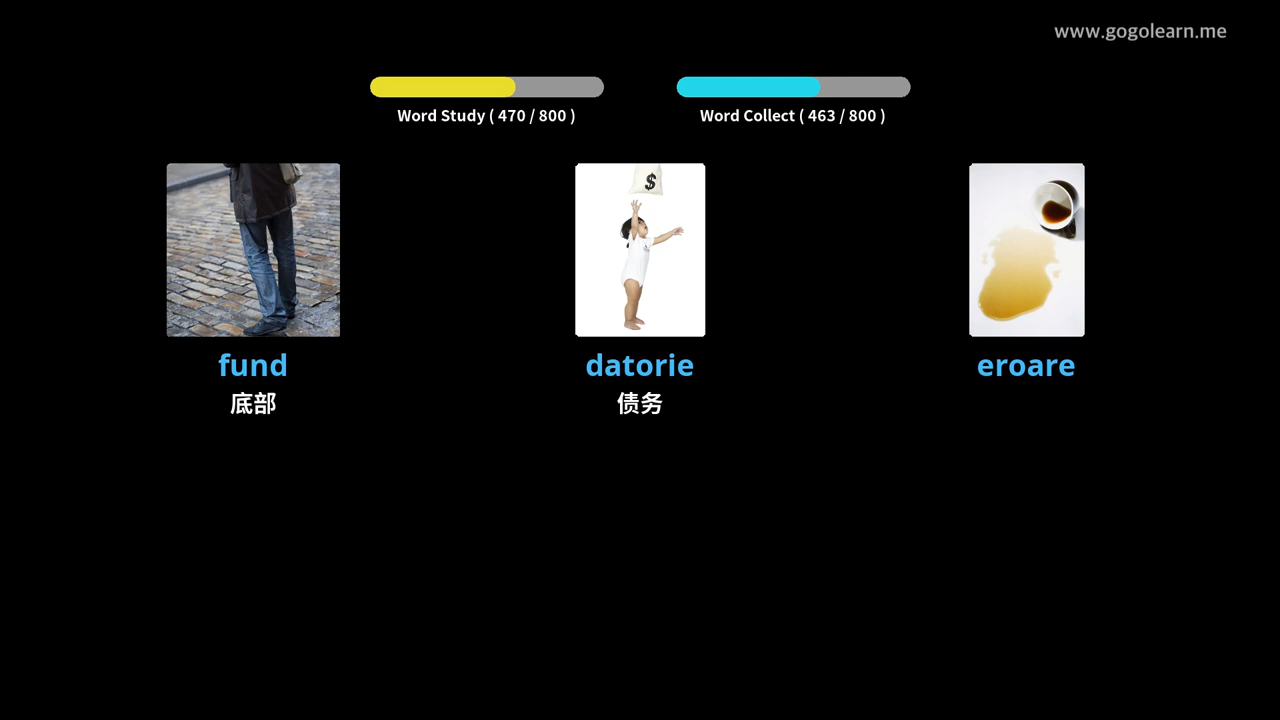 www.gogolearn.me
Word Study ( 470 / 800 )
Word Collect ( 463 / 800 )
$
fund
datorie
eroare
底部
债务